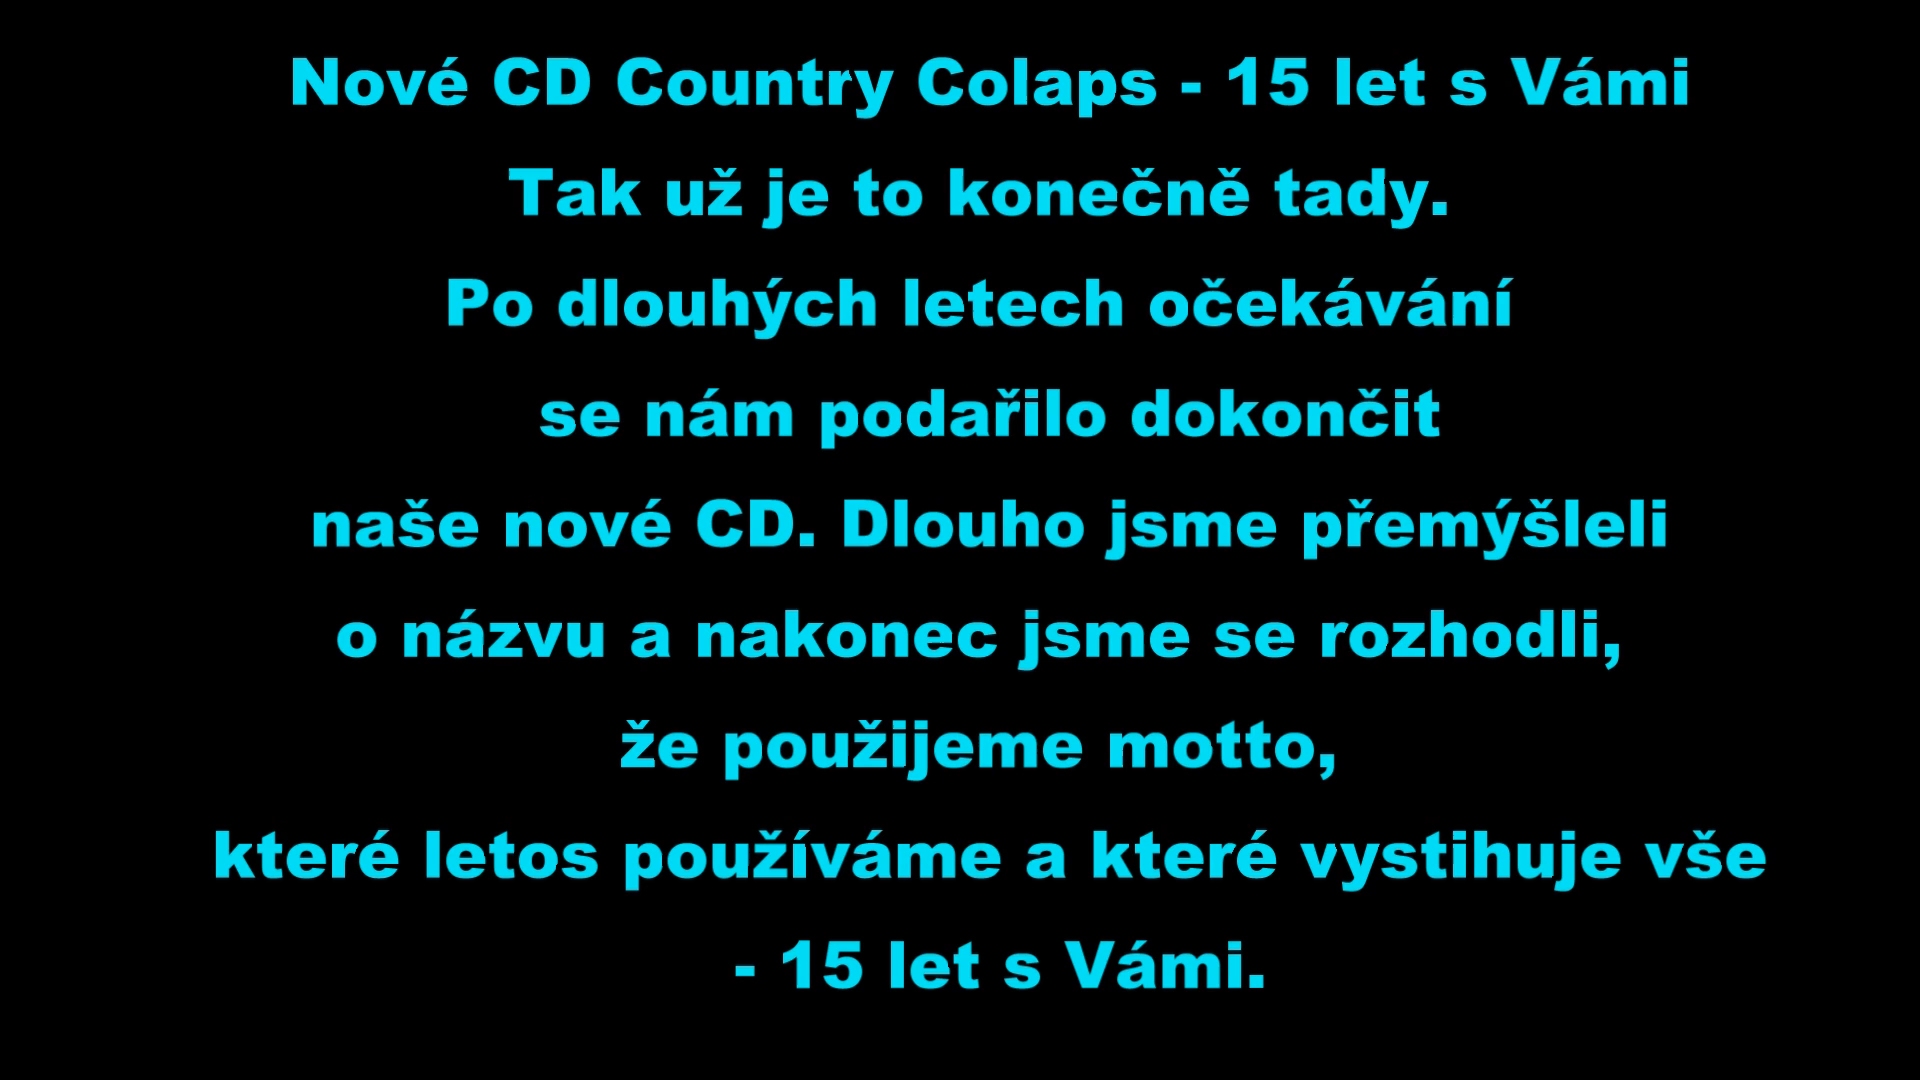 Nové CD Country Colaps - 15 let s Vámi
Tak už je to konečně tady.
Po dlouhých letech očekávání
se nám podařilo dokončit
naše nové CD. Dlouho jsme přemýšleli
o názvu a nakonec jsme se rozhodli,
že použijeme motto,
které letos používáme a které vystihuje vše
- 15 let s Vámi.